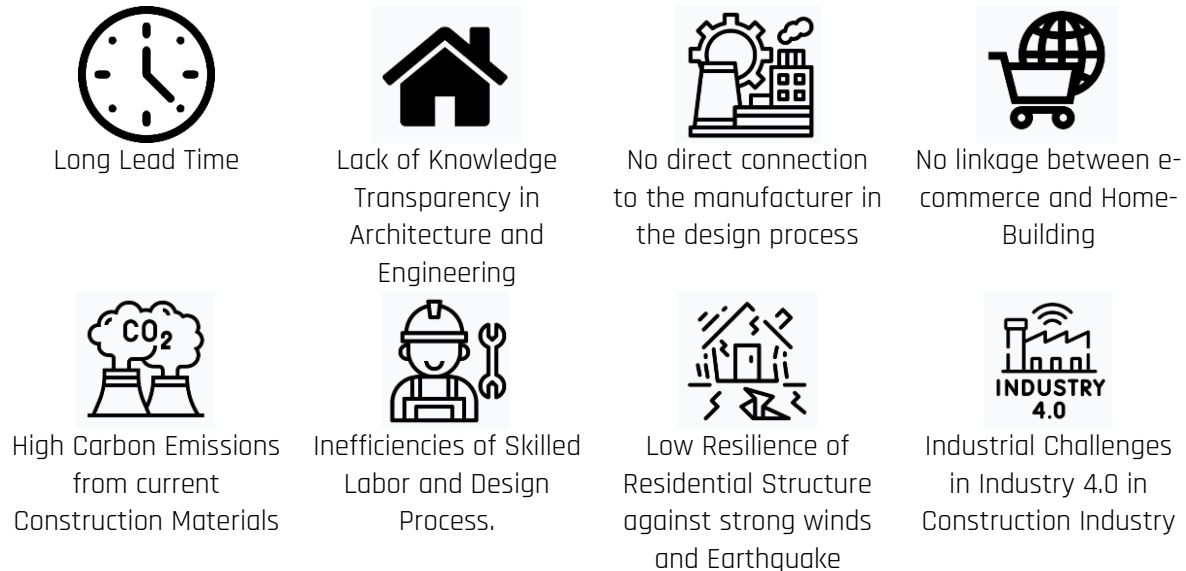 Long Lead Time
Lack of Knowledge
Transparency in
Architecture and
Engineering
No direct connection
to the manufacturer in
the design process
No linkage between e-
commerce and Home-
Building
CO2
INDUSTRY
4.0
High Carbon Emissions
from current
Construction Materials
Inefficiencies of Skilled
Labor and Design
Process.
Low Resilience of
Residential Structure
against strong winds
and Earthquake
Industrial Challenges
in Industry 4.0 in
Construction Industry